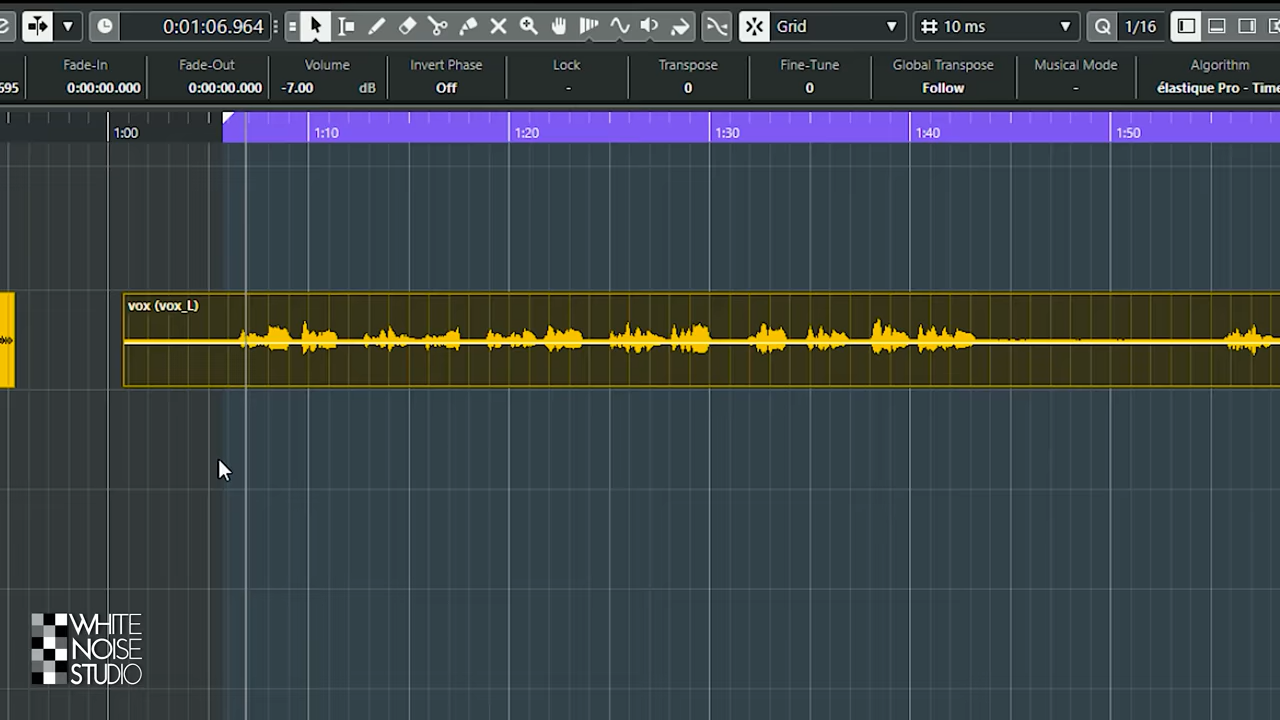 0:01:06.964 Grid 10 ms Q 1/16
Fade-In Fade-Out Volume Invert Phase Lock Transpose Fine-Tune Global Transpose Musical Mode Algorithm
695 0:00:00.000 0:00:00.000 -7.00 dB Off - 0 0 Follow - élastique Pro - Time
1:00 1:10 1:20 1:30 1:40 1:50
vox (vox_L)
WHITE
NOISE
STUDIO